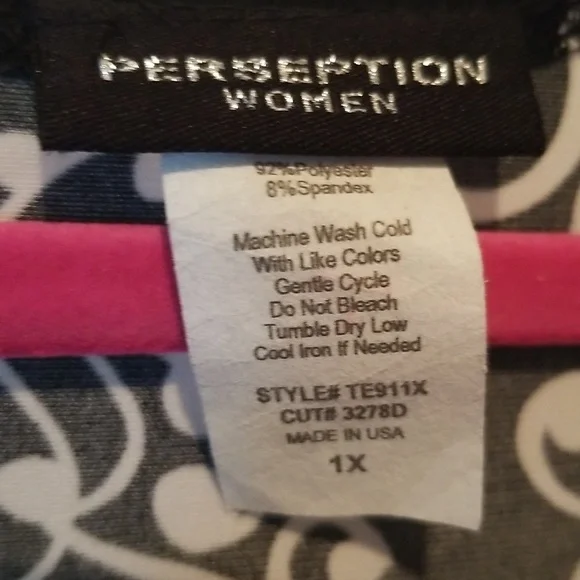 PERSEPTION
WOMEN
92%Polyester
8%Spandex
Machine Wash Cold
With Like Colors
Gentle Cycle
Do Not Bleach
Tumble Dry Low
Cool Iron If Needed
STYLE# TE911X
CUT# 3278D
MADE IN USA
1X